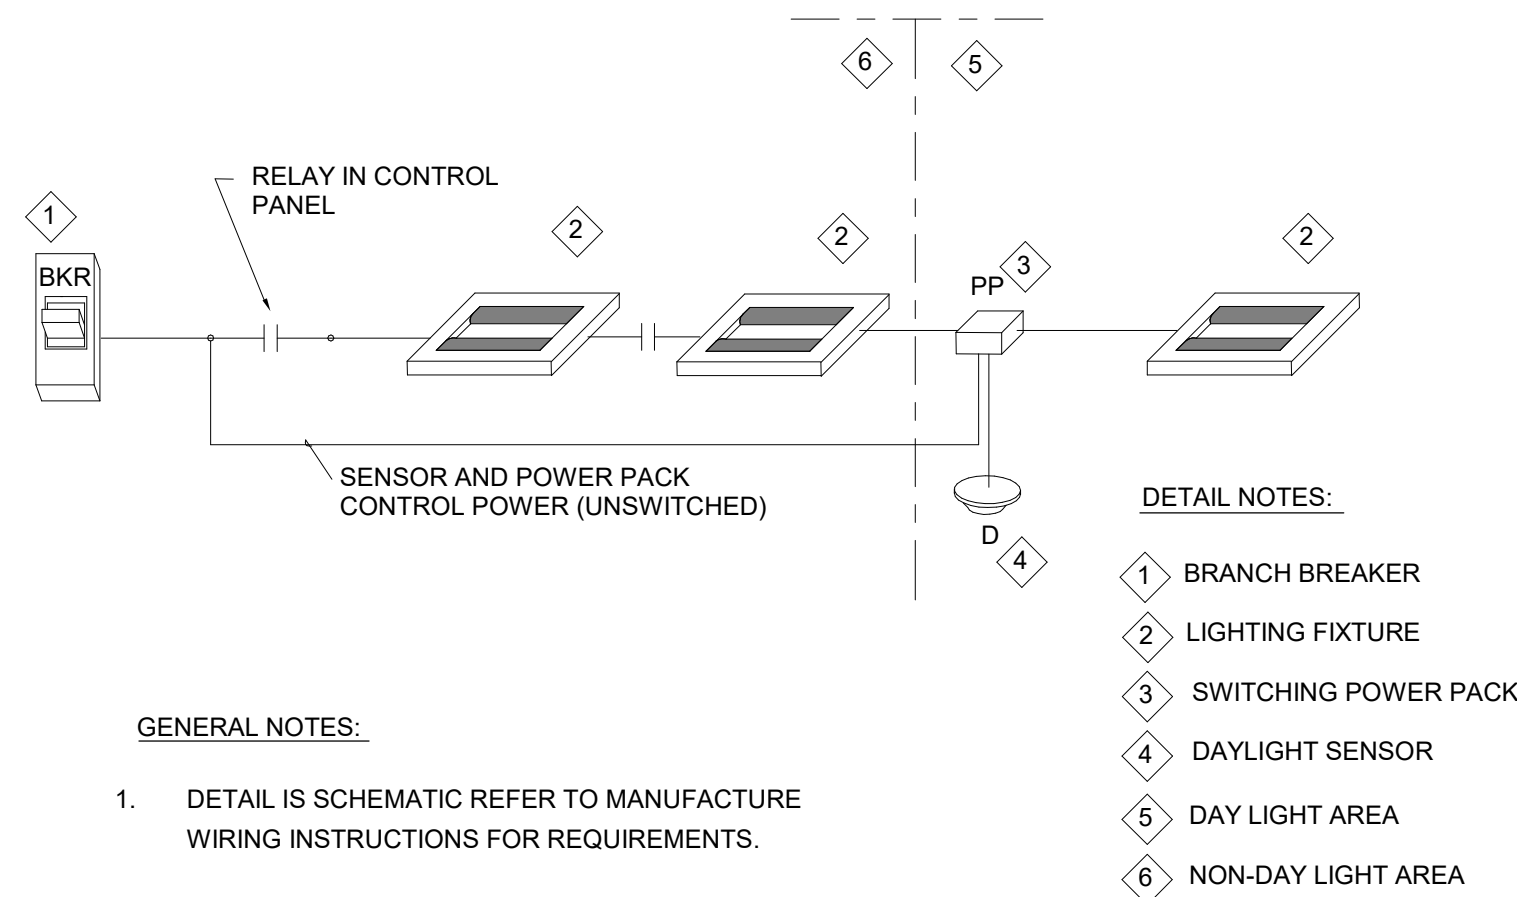 6
5
RELAY IN CONTROL
PANEL
1
2
2
2
BKR
3
PP
SENSOR AND POWER PACK
CONTROL POWER (UNSWITCHED)
D
4
DETAIL NOTES:
1 BRANCH BREAKER
2 LIGHTING FIXTURE
3 SWITCHING POWER PACK
4 DAYLIGHT SENSOR
5 DAY LIGHT AREA
6 NON-DAY LIGHT AREA
GENERAL NOTES:
1. DETAIL IS SCHEMATIC REFER TO MANUFACTURE
WIRING INSTRUCTIONS FOR REQUIREMENTS.